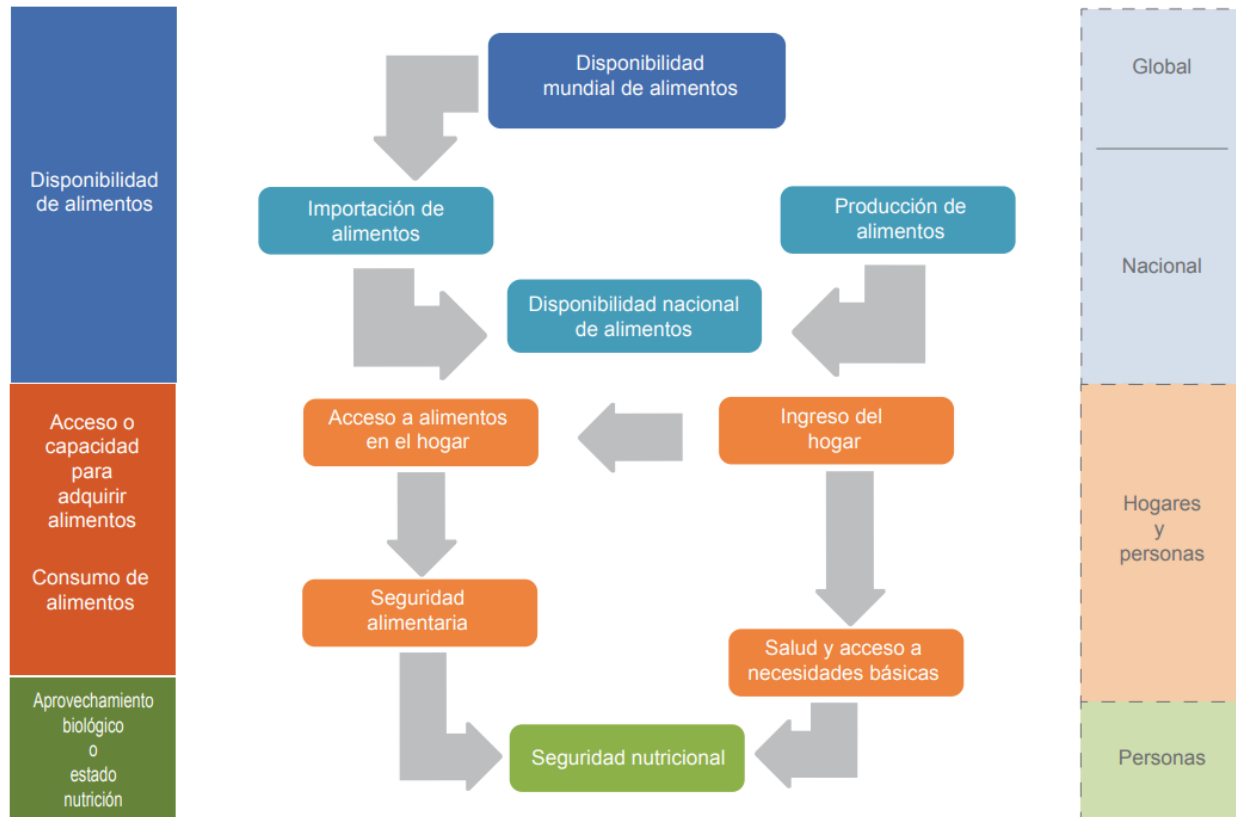 Disponibilidad
de alimentos
Acceso o
capacidad
para
adquirir
alimentos
Consumo de
alimentos
Aprovechamiento
biológico
o
estado
nutrición
Disponibilidad
mundial de alimentos
Importación de
alimentos
Producción de
alimentos
Disponibilidad nacional
de alimentos
Acceso a alimentos
en el hogar
Ingreso del
hogar
Seguridad
alimentaria
Salud y acceso a
necesidades básicas
Seguridad nutricional
Global
Nacional
Hogares
y
personas
Personas